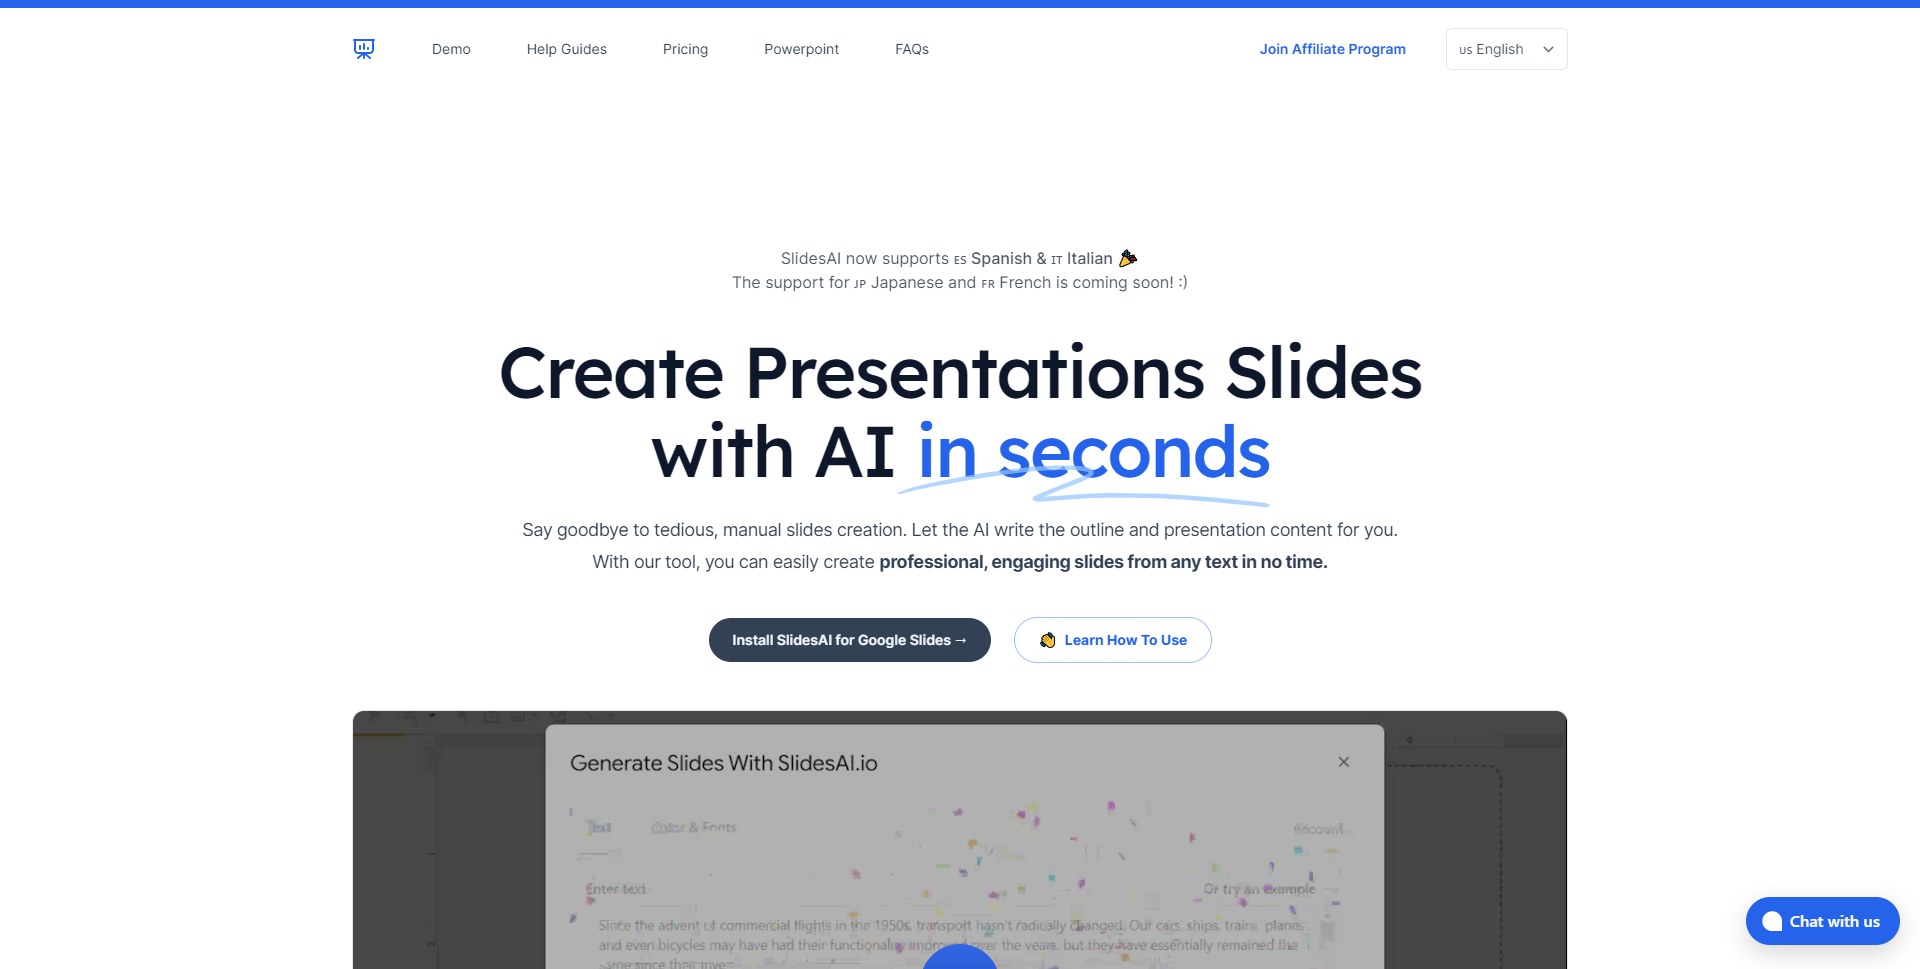 Demo
Help Guides
Pricing
Powerpoint
FAQs
Join Affiliate Program
US English
SlidesAI now supports ES Spanish & IT Italian
The support for JP Japanese and FR French is coming soon! :)
Create Presentations Slides
with AI in seconds
Say goodbye to tedious, manual slides creation. Let the AI write the outline and presentation content for you.
With our tool, you can easily create professional, engaging slides from any text in no time.
Install SlidesAI for Google Slides →
Learn How To Use
Generate Slides With SlidesAI.io
Text
Color & Fonts
Account
Enter text
Or try an example
Since the advent of commercial flights in the 1950s, transport hasn't radically changed. Our cars, ships, trains, planes,
and even bicycles may have had their functionality improved over the years, but they have essentially remained the
same since their
Chat with us